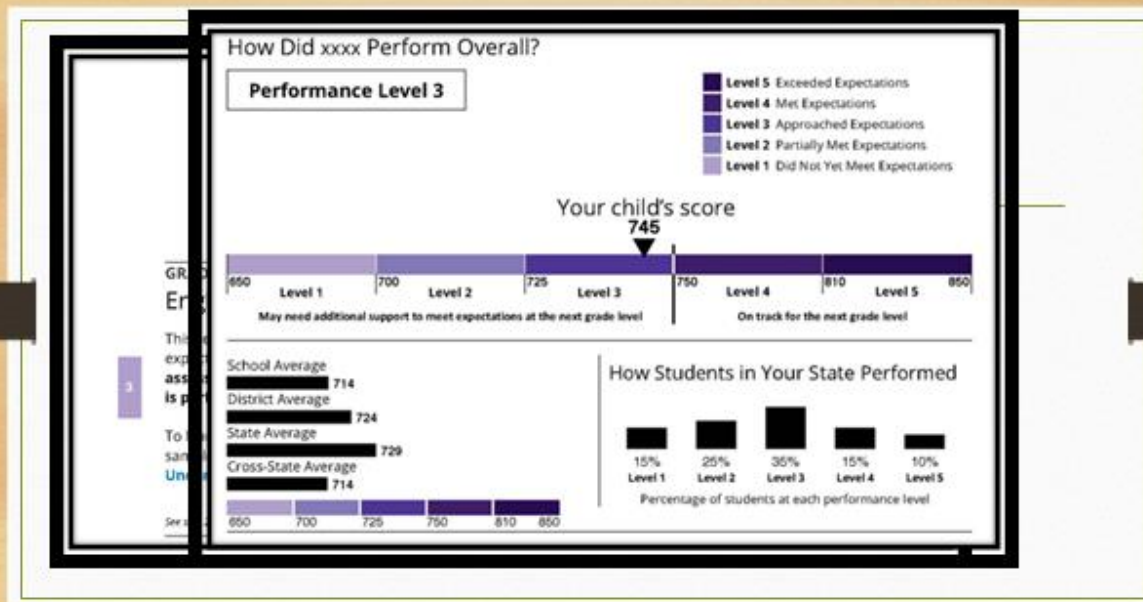 How Did xxxx Perform Overall?
Performance Level 3
Level 5 Exceeded Expectations
Level 4 Met Expectations
Level 3 Approached Expectations
Level 2 Partially Met Expectations
Level 1 Did Not Yet Meet Expectations
Your child's score
745
650 700 725 750 810 850
Level 1 Level 2 Level 3 Level 4 Level 5
May need additional support to meet expectations at the next grade level On track for the next grade level
School Average
714
District Average
724
State Average
729
Cross-State Average
714
650 700 725 750 810 850
How Students in Your State Performed
15% 25% 35% 15% 10%
Level 1 Level 2 Level 3 Level 4 Level 5
Percentage of students at each performance level
3
To
See